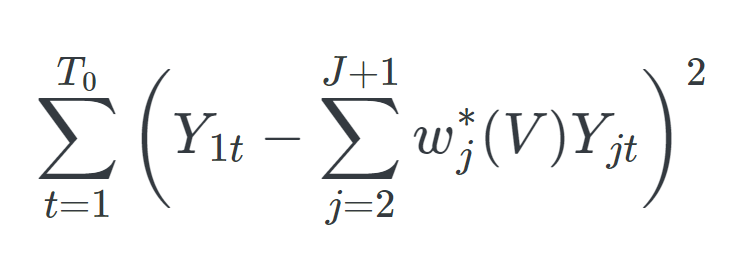 \sum_{t=1}^{T_0} \left( Y_{1t} - \sum_{j=2}^{J+1} w_j^*(V) Y_{jt} \right)^2